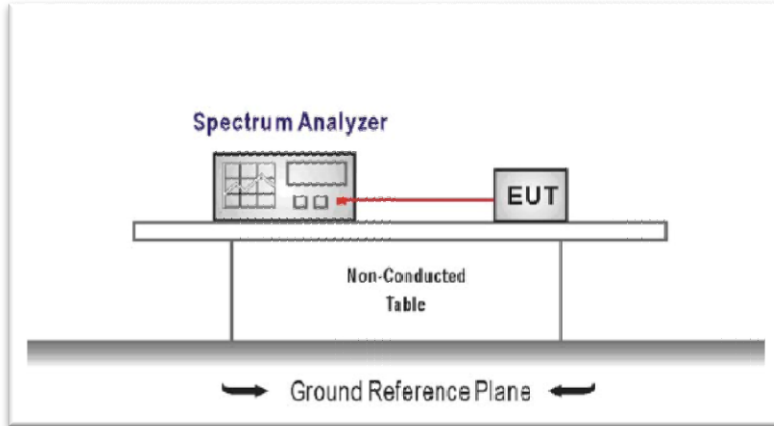 Spectrum Analyzer
EUT
Non-Conducted
Table
Ground Reference Plane